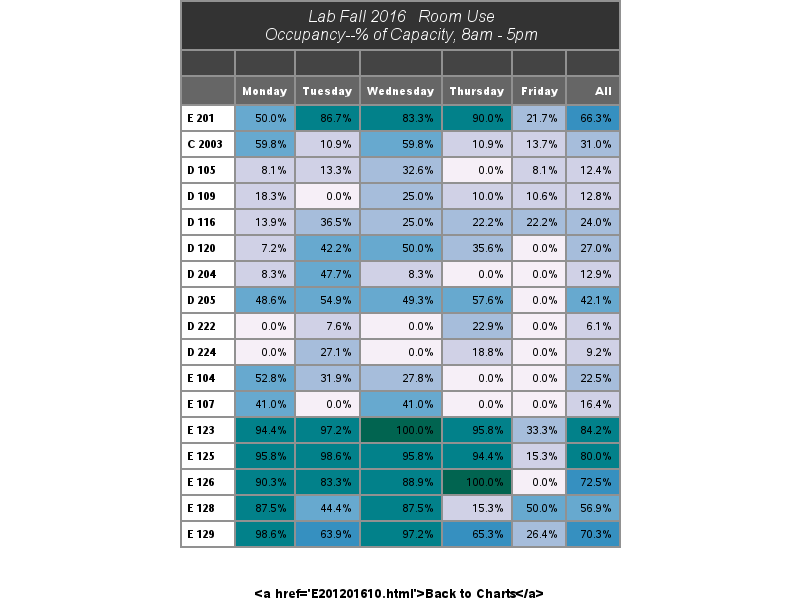 Lab Fall 2016 Room Use
Occupancy--% of Capacity, 8am - 5pm
Monday Tuesday Wednesday Thursday Friday All
E 201 50.0% 86.7% 83.3% 90.0% 21.7% 66.3%
C 2003 59.8% 10.9% 59.8% 10.9% 13.7% 31.0%
D 105 8.1% 13.3% 32.6% 0.0% 8.1% 12.4%
D 109 18.3% 0.0% 25.0% 10.0% 10.6% 12.8%
D 116 13.9% 36.5% 25.0% 22.2% 22.2% 24.0%
D 120 7.2% 42.2% 50.0% 35.6% 0.0% 27.0%
D 204 8.3% 47.7% 8.3% 0.0% 0.0% 12.9%
D 205 48.6% 54.9% 49.3% 57.6% 0.0% 42.1%
D 222 0.0% 7.6% 0.0% 22.9% 0.0% 6.1%
D 224 0.0% 27.1% 0.0% 18.8% 0.0% 9.2%
E 104 52.8% 31.9% 27.8% 0.0% 0.0% 22.5%
E 107 41.0% 0.0% 41.0% 0.0% 0.0% 16.4%
E 123 94.4% 97.2% 100.0% 95.8% 33.3% 84.2%
E 125 95.8% 98.6% 95.8% 94.4% 15.3% 80.0%
E 126 90.3% 83.3% 88.9% 100.0% 0.0% 72.5%
E 128 87.5% 44.4% 87.5% 15.3% 50.0% 56.9%
E 129 98.6% 63.9% 97.2% 65.3% 26.4% 70.3%
<a href='E201201610.html'>Back to Charts</a>